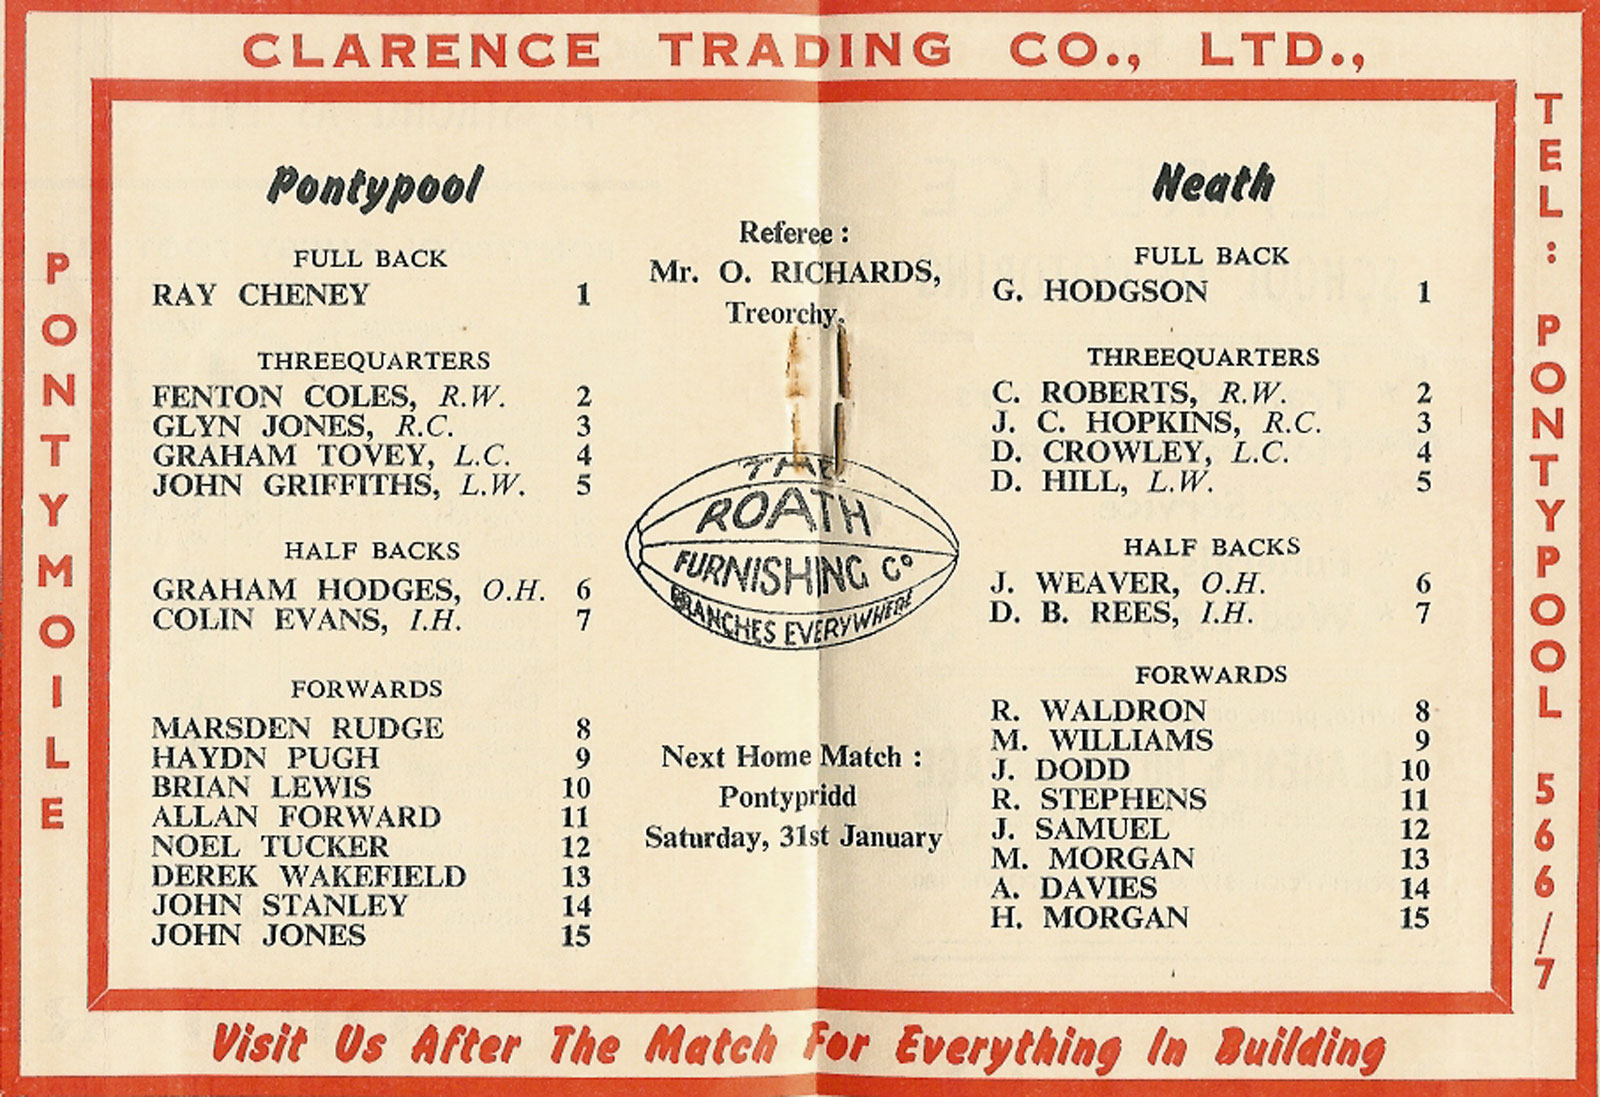 CLARENCE TRADING CO., LTD.,
PONTYMOILE
Pontypool
FULL BACK
RAY CHENEY 1
THREEQUARTERS
FENTON COLES, R.W. 2
GLYN JONES, R.C. 3
GRAHAM TOVEY, L.C. 4
JOHN GRIFFITHS, L.W. 5
HALF BACKS
GRAHAM HODGES, O.H. 6
COLIN EVANS, I.H. 7
FORWARDS
MARSDEN RUDGE 8
HAYDN PUGH 9
BRIAN LEWIS 10
ALLAN FORWARD 11
NOEL TUCKER 12
DEREK WAKEFIELD 13
JOHN STANLEY 14
JOHN JONES 15
Referee :
Mr. O. RICHARDS,
Treorchy.
THE
ROATH
FURNISHING Co
BRANCHES EVERYWHERE
Next Home Match :
Pontypridd
Saturday, 31st January
Neath
FULL BACK
G. HODGSON 1
THREEQUARTERS
C. ROBERTS, R.W. 2
J. C. HOPKINS, R.C. 3
D. CROWLEY, L.C. 4
D. HILL, L.W. 5
HALF BACKS
J. WEAVER, O.H. 6
D. B. REES, I.H. 7
FORWARDS
R. WALDRON 8
M. WILLIAMS 9
J. DODD 10
R. STEPHENS 11
J. SAMUEL 12
M. MORGAN 13
A. DAVIES 14
H. MORGAN 15
TEL: PONTYPOOL 566/7
Visit Us After The Match For Everything In Building